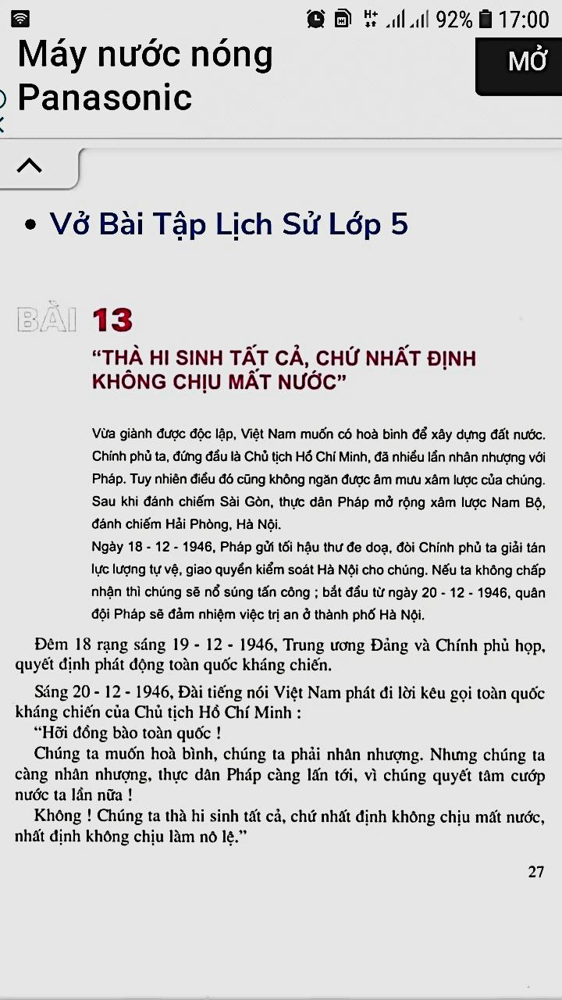 92% 17:00
Máy nước nóng
Panasonic
MỞ
• Vở Bài Tập Lịch Sử Lớp 5
BÀI 13
“THÀ HI SINH TẤT CẢ, CHỨ NHẤT ĐỊNH
KHÔNG CHỊU MẤT NƯỚC”
Vừa giành được độc lập, Việt Nam muốn có hoà bình để xây dựng đất nước.
Chính phủ ta, đứng đầu là Chủ tịch Hồ Chí Minh, đã nhiều lần nhân nhượng với
Pháp. Tuy nhiên điều đó cũng không ngăn được âm mưu xâm lược của chúng.
Sau khi đánh chiếm Sài Gòn, thực dân Pháp mở rộng xâm lược Nam Bộ,
đánh chiếm Hải Phòng, Hà Nội.
Ngày 18 - 12 - 1946, Pháp gửi tối hậu thư đe doạ, đòi Chính phủ ta giải tán
lực lượng tự vệ, giao quyền kiểm soát Hà Nội cho chúng. Nếu ta không chấp
nhận thì chúng sẽ nổ súng tấn công ; bắt đầu từ ngày 20 - 12 - 1946, quân
đội Pháp sẽ đảm nhiệm việc trị an ở thành phố Hà Nội.
Đêm 18 rạng sáng 19 - 12 - 1946, Trung ương Đảng và Chính phủ họp,
quyết định phát động toàn quốc kháng chiến.
Sáng 20 - 12 - 1946, Đài tiếng nói Việt Nam phát đi lời kêu gọi toàn quốc
kháng chiến của Chủ tịch Hồ Chí Minh :
“Hỡi đồng bào toàn quốc !
Chúng ta muốn hoà bình, chúng ta phải nhân nhượng. Nhưng chúng ta
càng nhân nhượng, thực dân Pháp càng lấn tới, vì chúng quyết tâm cướp
nước ta lần nữa !
Không ! Chúng ta thà hi sinh tất cả, chứ nhất định không chịu mất nước,
nhất định không chịu làm nô lệ.”
27